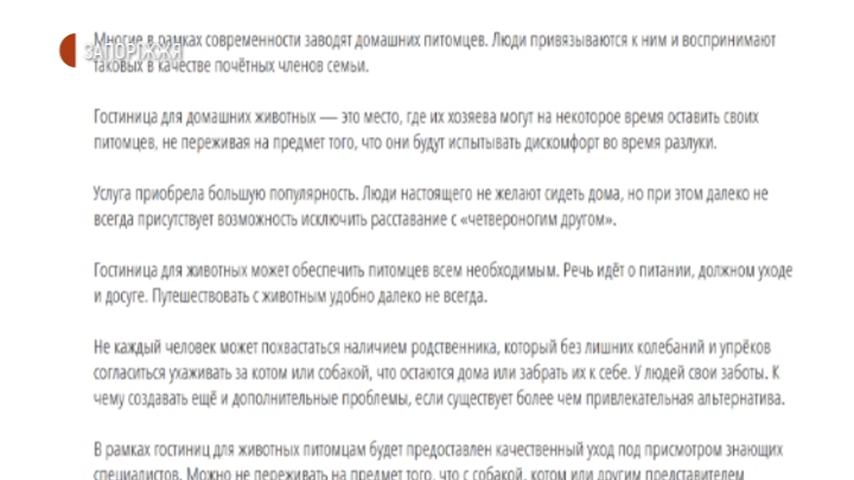 Многие в рамках современности заводят домашних питомцев. Люди привязываются к ним и воспринимают
ЗАПОРІЖЖЯ
таковых в качестве почётных членов семьи.
Гостиница для домашних животных — это место, где их хозяева могут на некоторое время оставить своих
питомцев, не переживая на предмет того, что они будут испытывать дискомфорт во время разлуки.
Услуга приобрела большую популярность. Люди настоящего не желают сидеть дома, но при этом далеко не
всегда присутствует возможность исключить расставание с «четвероногим другом».
Гостиница для животных может обеспечить питомцев всем необходимым. Речь идёт о питании, должном уходе
и досуге. Путешествовать с животным удобно далеко не всегда.
Не каждый человек может похвастаться наличием родственника, который без лишних колебаний и упрёков
согласиться ухаживать за котом или собакой, что остаются дома или забрать их к себе. У людей свои заботы. К
чему создавать ещё и дополнительные проблемы, если существует более чем привлекательная альтернатива.
В рамках гостиниц для животных питомцам будет предоставлен качественный уход под присмотром знающих
специалистов. Можно не переживать на предмет того, что с собакой, котом или другим представителем